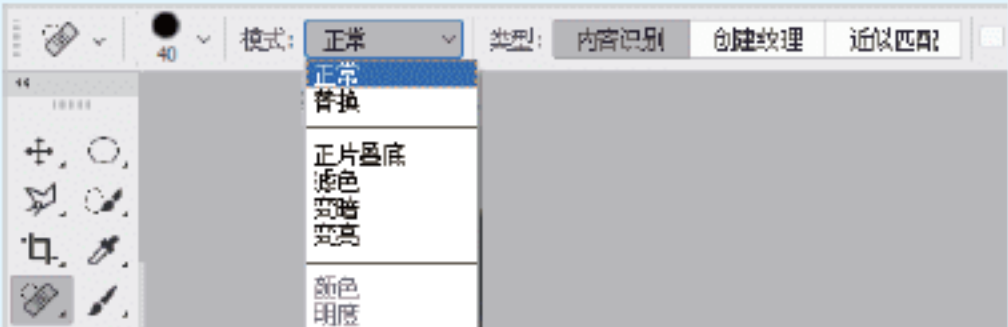 模式: 正常 类型: 内容识别 创建纹理 近似匹配
40
正常
替换
正片叠底
滤色
变暗
变亮
颜色
明度